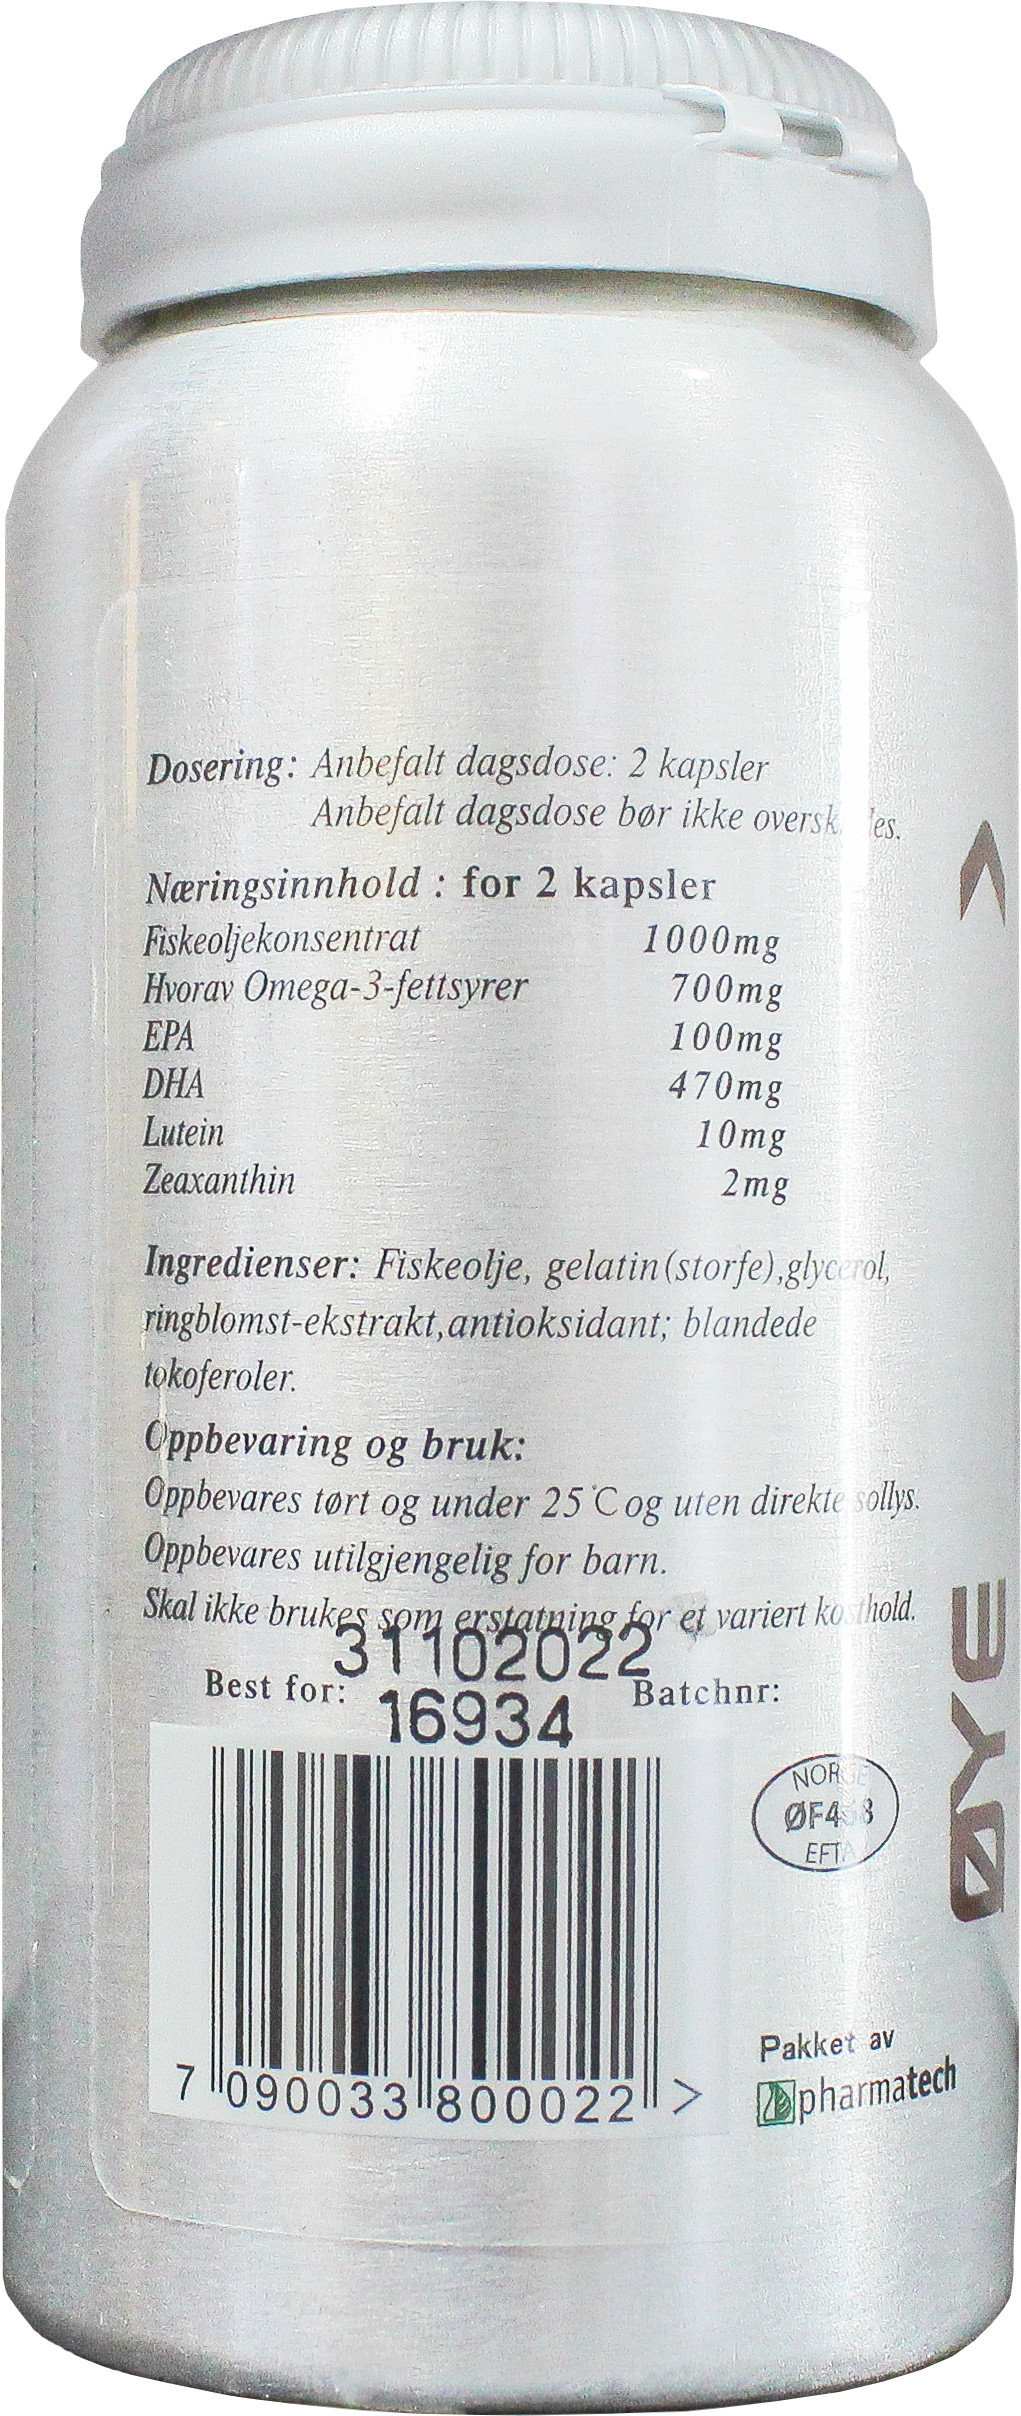 Dosering: Anbefalt dagsdose: 2 kapsler
Anbefalt dagsdose bør ikke
Næringsinnhold : for 2 kapsler
Fiskeoljekonsentrat 1000mg
Hvorav Omega-3-fettsyrer 700mg
EPA 100mg
DHA 470mg
Lutein 10mg
Zeaxanthin 2mg
Ingredienser: Fiskeolje, gelatin(storfe),glycerol,
ringblomst-ekstrakt,antioksidant; blandede
tokoferoler.
Oppbevaring og bruk:
Oppbevares tørt og under 25°C og uten direkte sollys.
Oppbevares utilgjengelig for barn.
Skal ikke brukes som erstatning for et variert kosthold.
31102022
Best for: 16934 Batchnr:
NORGE
EFTA
7 090033 800022 >
Pakket av
pharmatech
ØYE